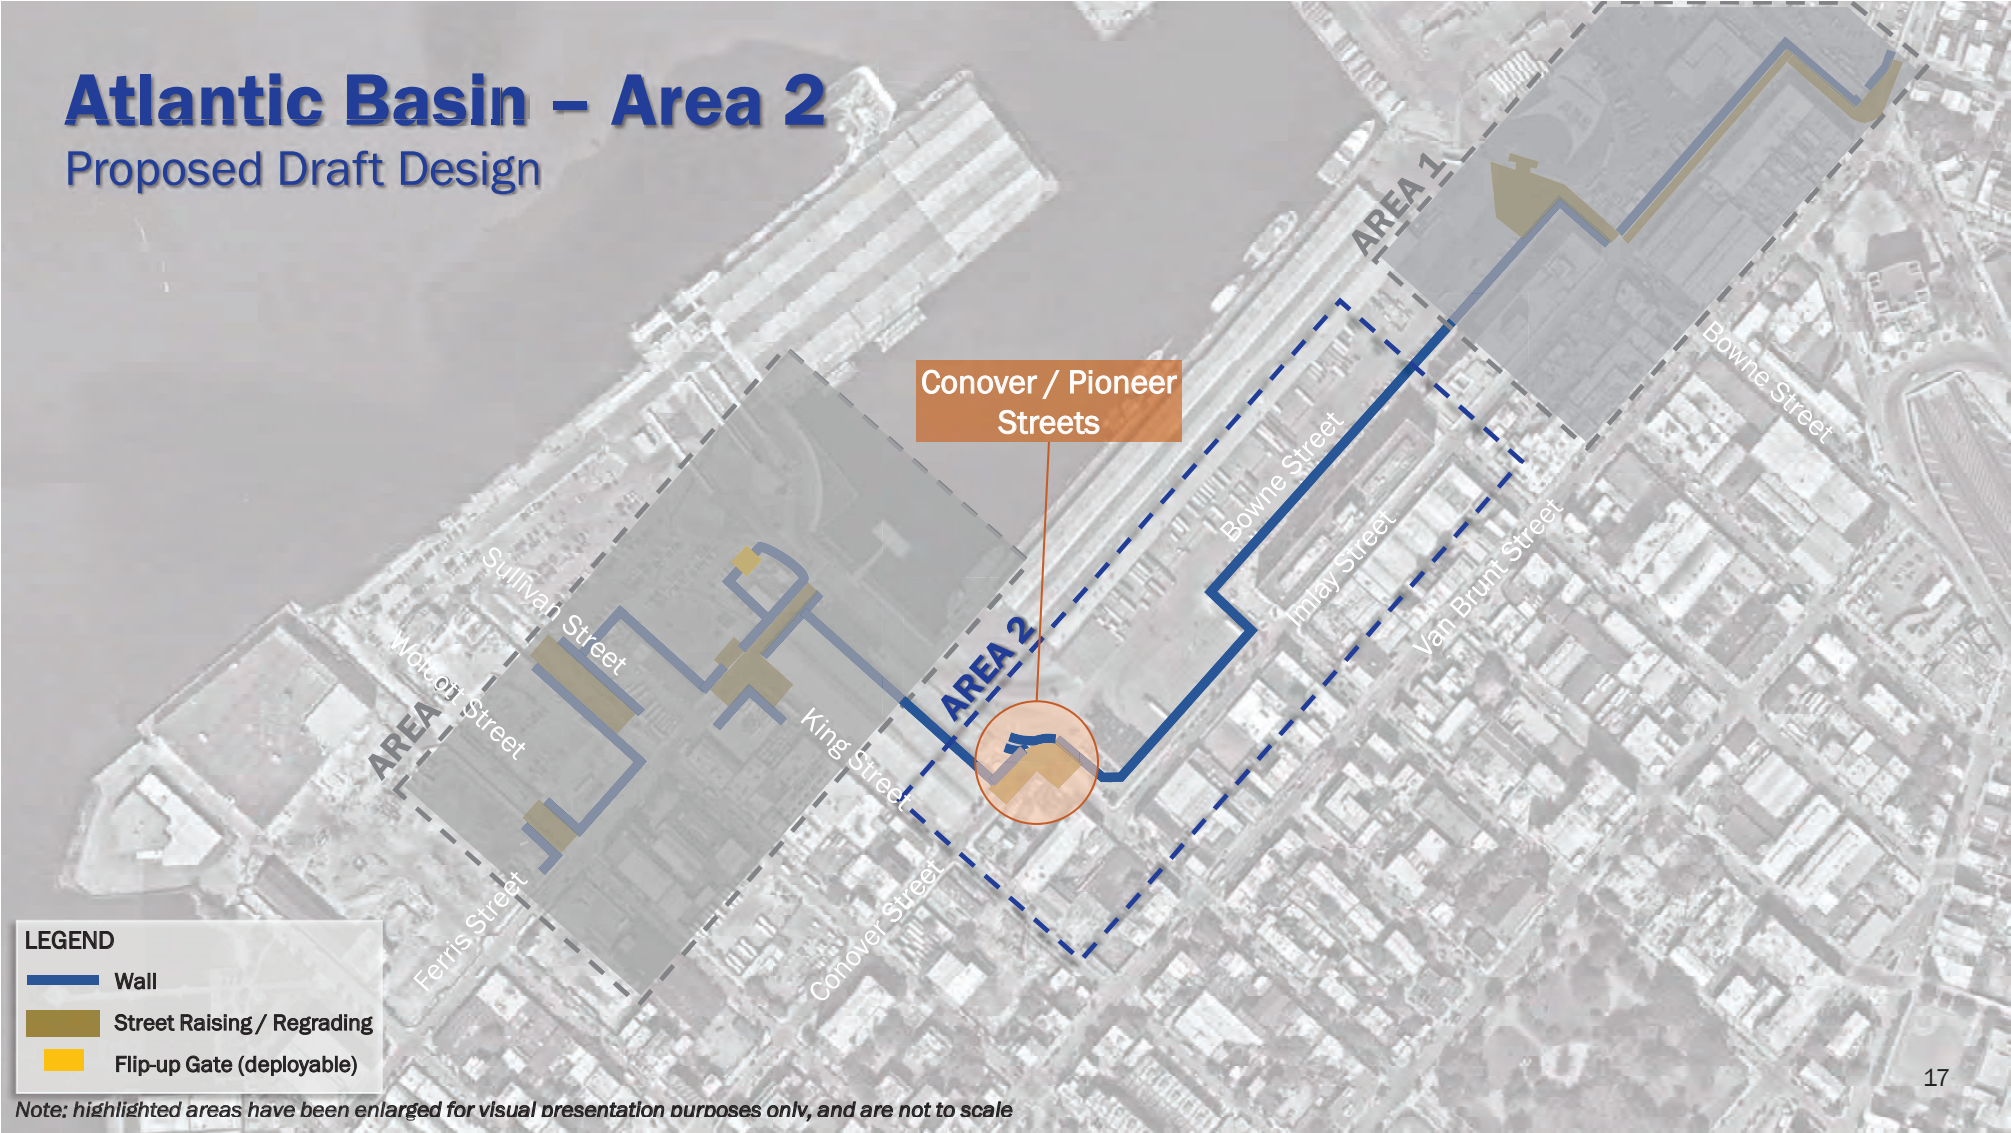 Atlantic Basin – Area 2
Proposed Draft Design
AREA 1
Bowne Street
Conover / Pioneer
Streets
Bowne Street
Imlay Street
Van Brunt Street
AREA 2
Sullivan Street
Wolcott Street
AREA
King Street
Ferris Street
Conover Street
LEGEND
Wall
Street Raising / Regrading
Flip-up Gate (deployable)
17
Note: highlighted areas have been enlarged for visual presentation purposes only, and are not to scale